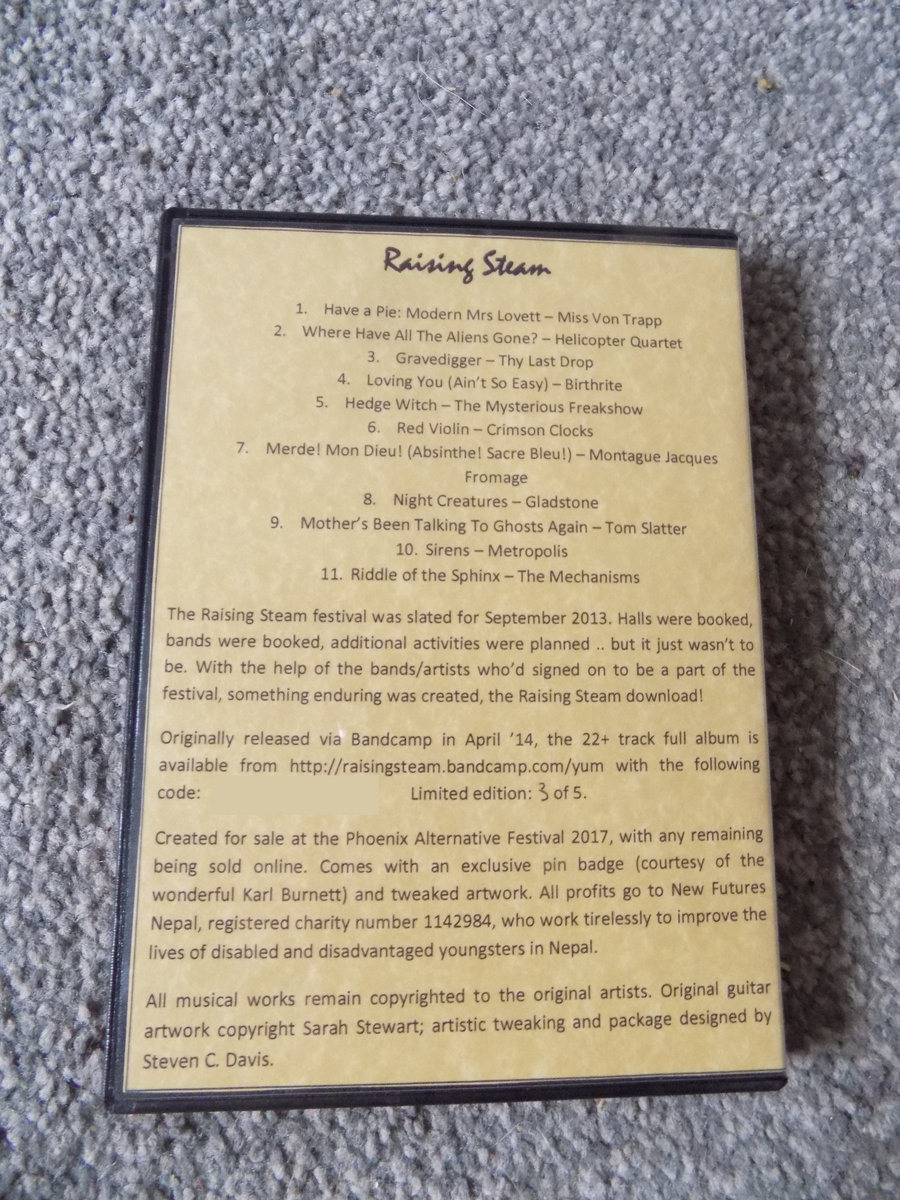 Raising Steam
1. Have a Pie: Modern Mrs Lovett – Miss Von Trapp
2. Where Have All The Aliens Gone? – Helicopter Quartet
3. Gravedigger – Thy Last Drop
4. Loving You (Ain't So Easy) – Birthrite
5. Hedge Witch – The Mysterious Freakshow
6. Red Violin – Crimson Clocks
7. Merde! Mon Dieu! (Absinthe! Sacre Bleu!) – Montague Jacques
Fromage
8. Night Creatures – Gladstone
9. Mother's Been Talking To Ghosts Again – Tom Slatter
10. Sirens – Metropolis
11. Riddle of the Sphinx – The Mechanisms
The Raising Steam festival was slated for September 2013. Halls were booked,
bands were booked, additional activities were planned .. but it just wasn't to
be. With the help of the bands/artists who'd signed on to be a part of the
festival, something enduring was created, the Raising Steam download!
Originally released via Bandcamp in April '14, the 22+ track full album is
available from http://raisingsteam.bandcamp.com/yum with the following
code: Limited edition: 3 of 5.
Created for sale at the Phoenix Alternative Festival 2017, with any remaining
being sold online. Comes with an exclusive pin badge (courtesy of the
wonderful Karl Burnett) and tweaked artwork. All profits go to New Futures
Nepal, registered charity number 1142984, who work tirelessly to improve the
lives of disabled and disadvantaged youngsters in Nepal.
All musical works remain copyrighted to the original artists. Original guitar
artwork copyright Sarah Stewart; artistic tweaking and package designed by
Steven C. Davis.